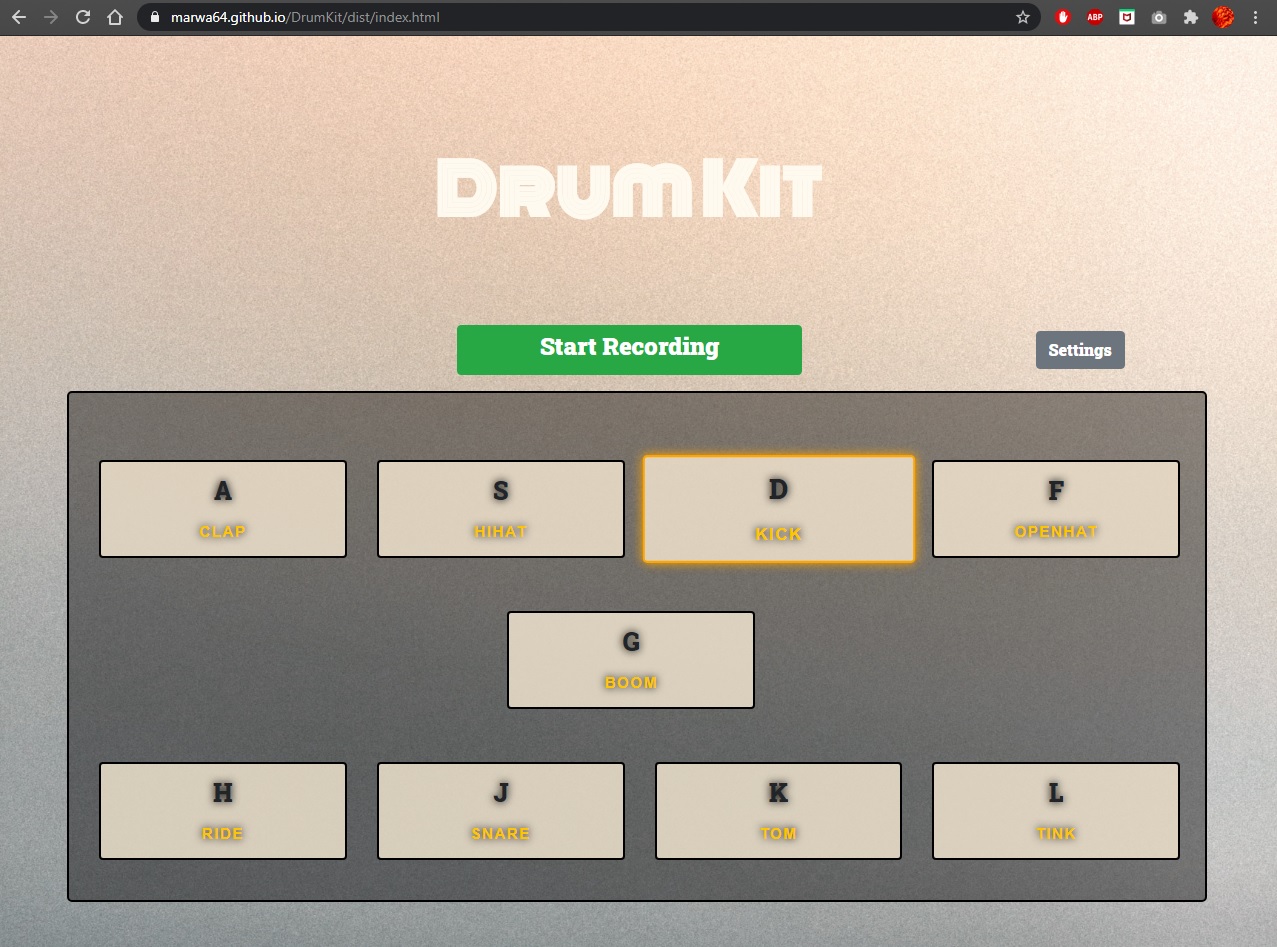 marwa64.github.io/DrumKit/dist/index.html
ABP
Drum Kit
Start Recording
Settings
A S D F
CLAP HIHAT KICK OPENHAT
G
BOOM
H J K L
RIDE SNARE TOM TINK